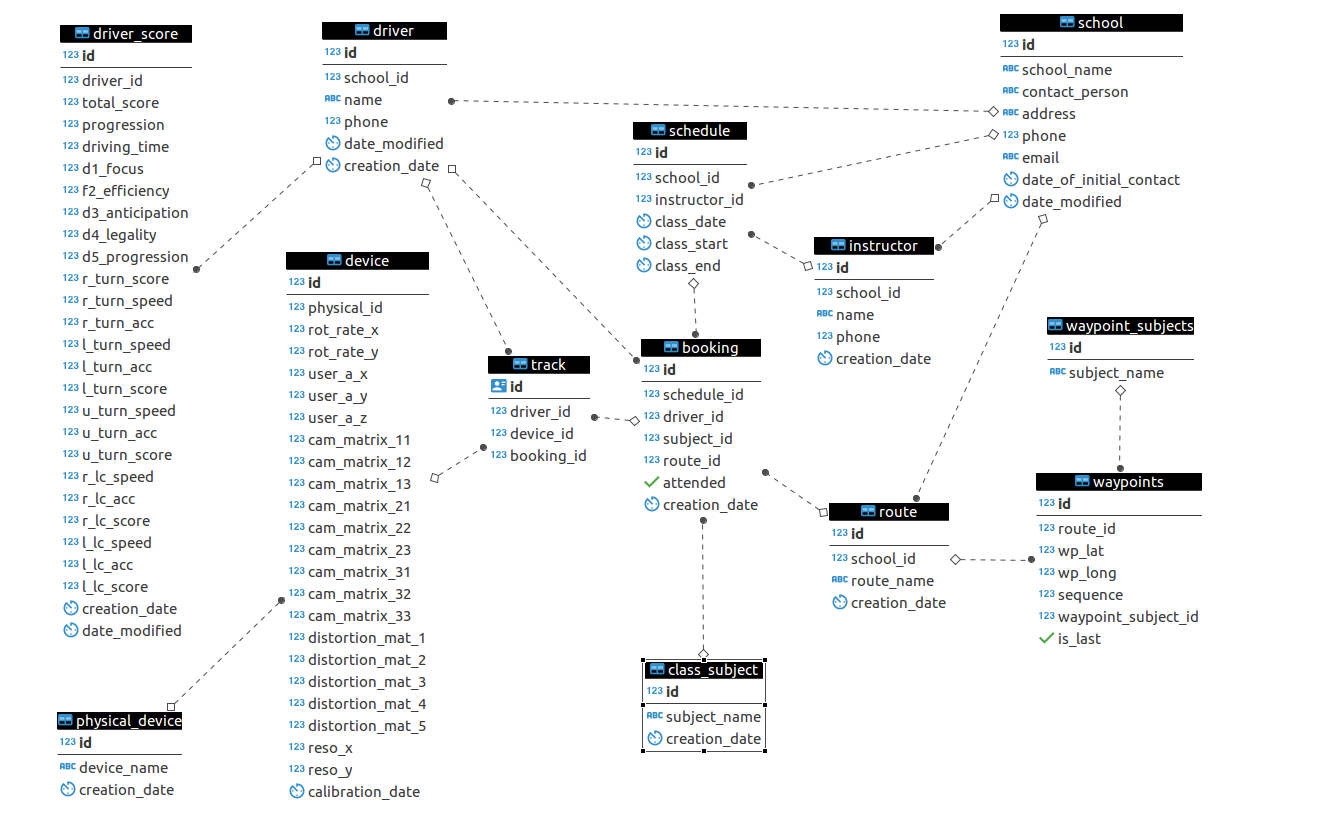 driver_score
123 id
123 driver_id
123 total_score
123 progression
123 driving_time
123 d1_focus
123 f2_efficiency
123 d3_anticipation
123 d4_legality
123 d5_progression
123 r_turn_score
123 r_turn_speed
123 r_turn_acc
123 l_turn_speed
123 l_turn_acc
123 l_turn_score
123 u_turn_speed
123 u_turn_acc
123 u_turn_score
123 r_lc_speed
123 r_lc_acc
123 r_lc_score
123 l_lc_speed
123 l_lc_acc
123 l_lc_score
creation_date
date_modified
physical_device
123 id
ABC device_name
creation_date
driver
123 id
123 school_id
ABC name
123 phone
date_modified
creation_date
device
123 id
123 physical_id
123 rot_rate_x
123 rot_rate_y
123 user_a_x
123 user_a_y
123 user_a_z
123 cam_matrix_11
123 cam_matrix_12
123 cam_matrix_13
123 cam_matrix_21
123 cam_matrix_22
123 cam_matrix_23
123 cam_matrix_31
123 cam_matrix_32
123 cam_matrix_33
123 distortion_mat_1
123 distortion_mat_2
123 distortion_mat_3
123 distortion_mat_4
123 distortion_mat_5
123 reso_x
123 reso_y
calibration_date
track
id
123 driver_id
123 device_id
123 booking_id
schedule
123 id
123 school_id
123 instructor_id
class_date
class_start
class_end
booking
123 id
123 schedule_id
123 driver_id
123 subject_id
123 route_id
attended
creation_date
class_subject
123 id
ABC subject_name
creation_date
instructor
123 id
123 school_id
ABC name
123 phone
creation_date
route
123 id
123 school_id
ABC route_name
creation_date
school
123 id
ABC school_name
ABC contact_person
ABC address
123 phone
ABC email
date_of_initial_contact
date_modified
waypoint_subjects
123 id
ABC subject_name
waypoints
123 id
123 route_id
123 wp_lat
123 wp_long
123 sequence
123 waypoint_subject_id
is_last